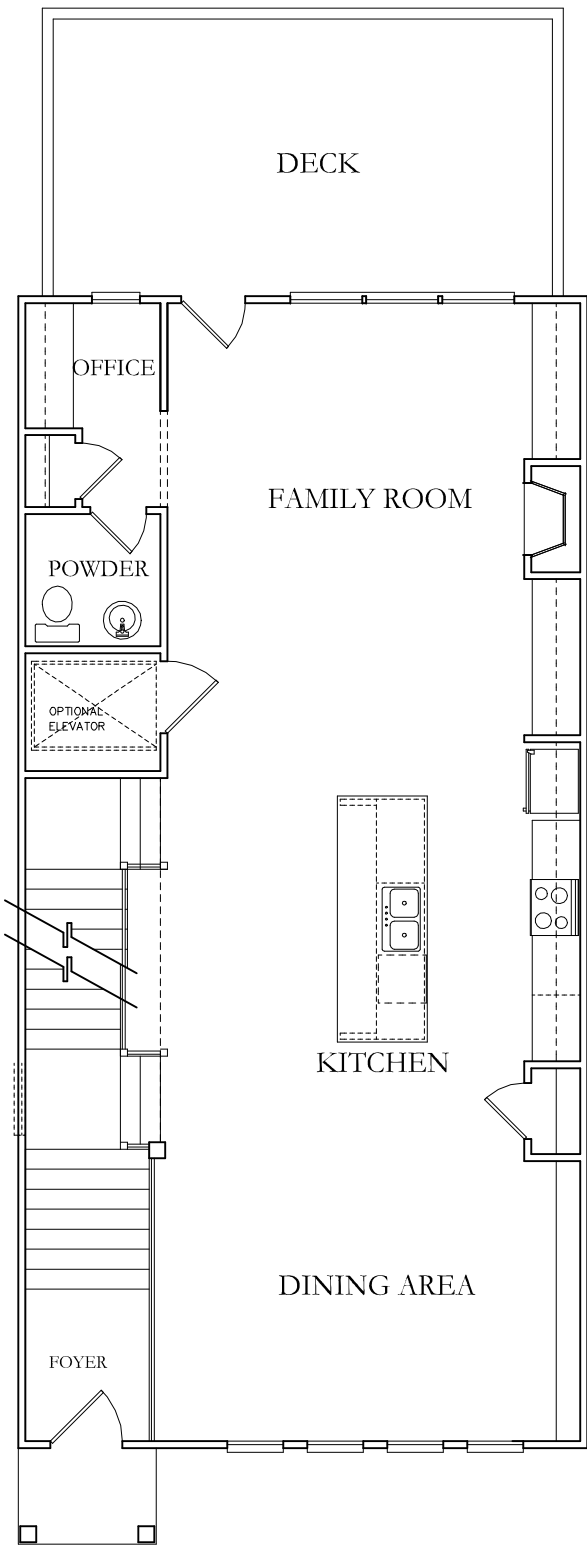 DECK
OFFICE
FAMILY ROOM
POWDER
OPTIONAL
ELEVATOR
KITCHEN
DINING AREA
FOYER